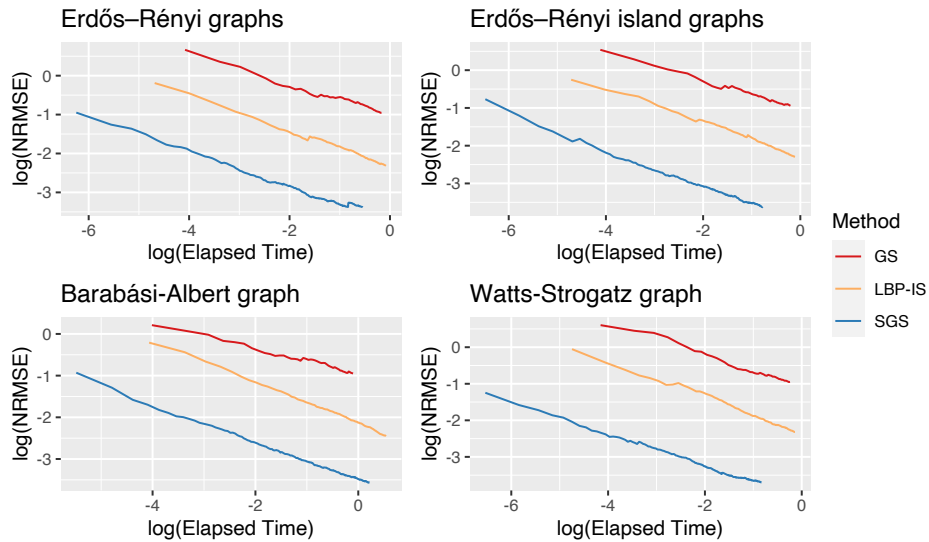 Erdős–Rényi graphs
log(NRMSE)
0
-1
-2
-3
-6
-4
-2
0
log(Elapsed Time)
Erdős–Rényi island graphs
log(NRMSE)
0
-1
-2
-3
-6
-4
-2
0
log(Elapsed Time)
Barabási-Albert graph
log(NRMSE)
0
-1
-2
-3
-4
-2
0
log(Elapsed Time)
Watts-Strogatz graph
log(NRMSE)
0
-1
-2
-3
-6
-4
-2
0
log(Elapsed Time)
Method
GS
LBP-IS
SGS